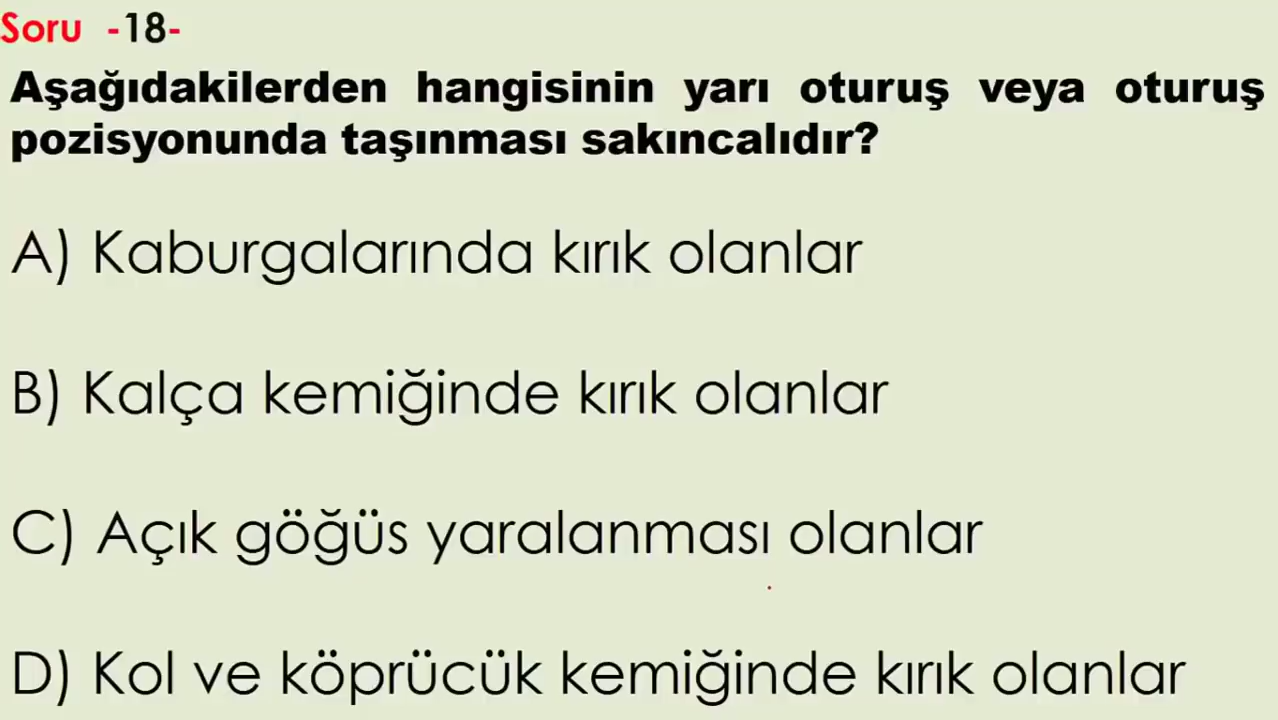 Soru -18-
Aşağıdakilerden hangisinin yarı oturuş veya oturuş
pozisyonunda taşınması sakıncalıdır?
A) Kaburgalarında kırık olanlar
B) Kalça kemiğinde kırık olanlar
C) Açık göğüs yaralanması olanlar
D) Kol ve köprücük kemiğinde kırık olanlar